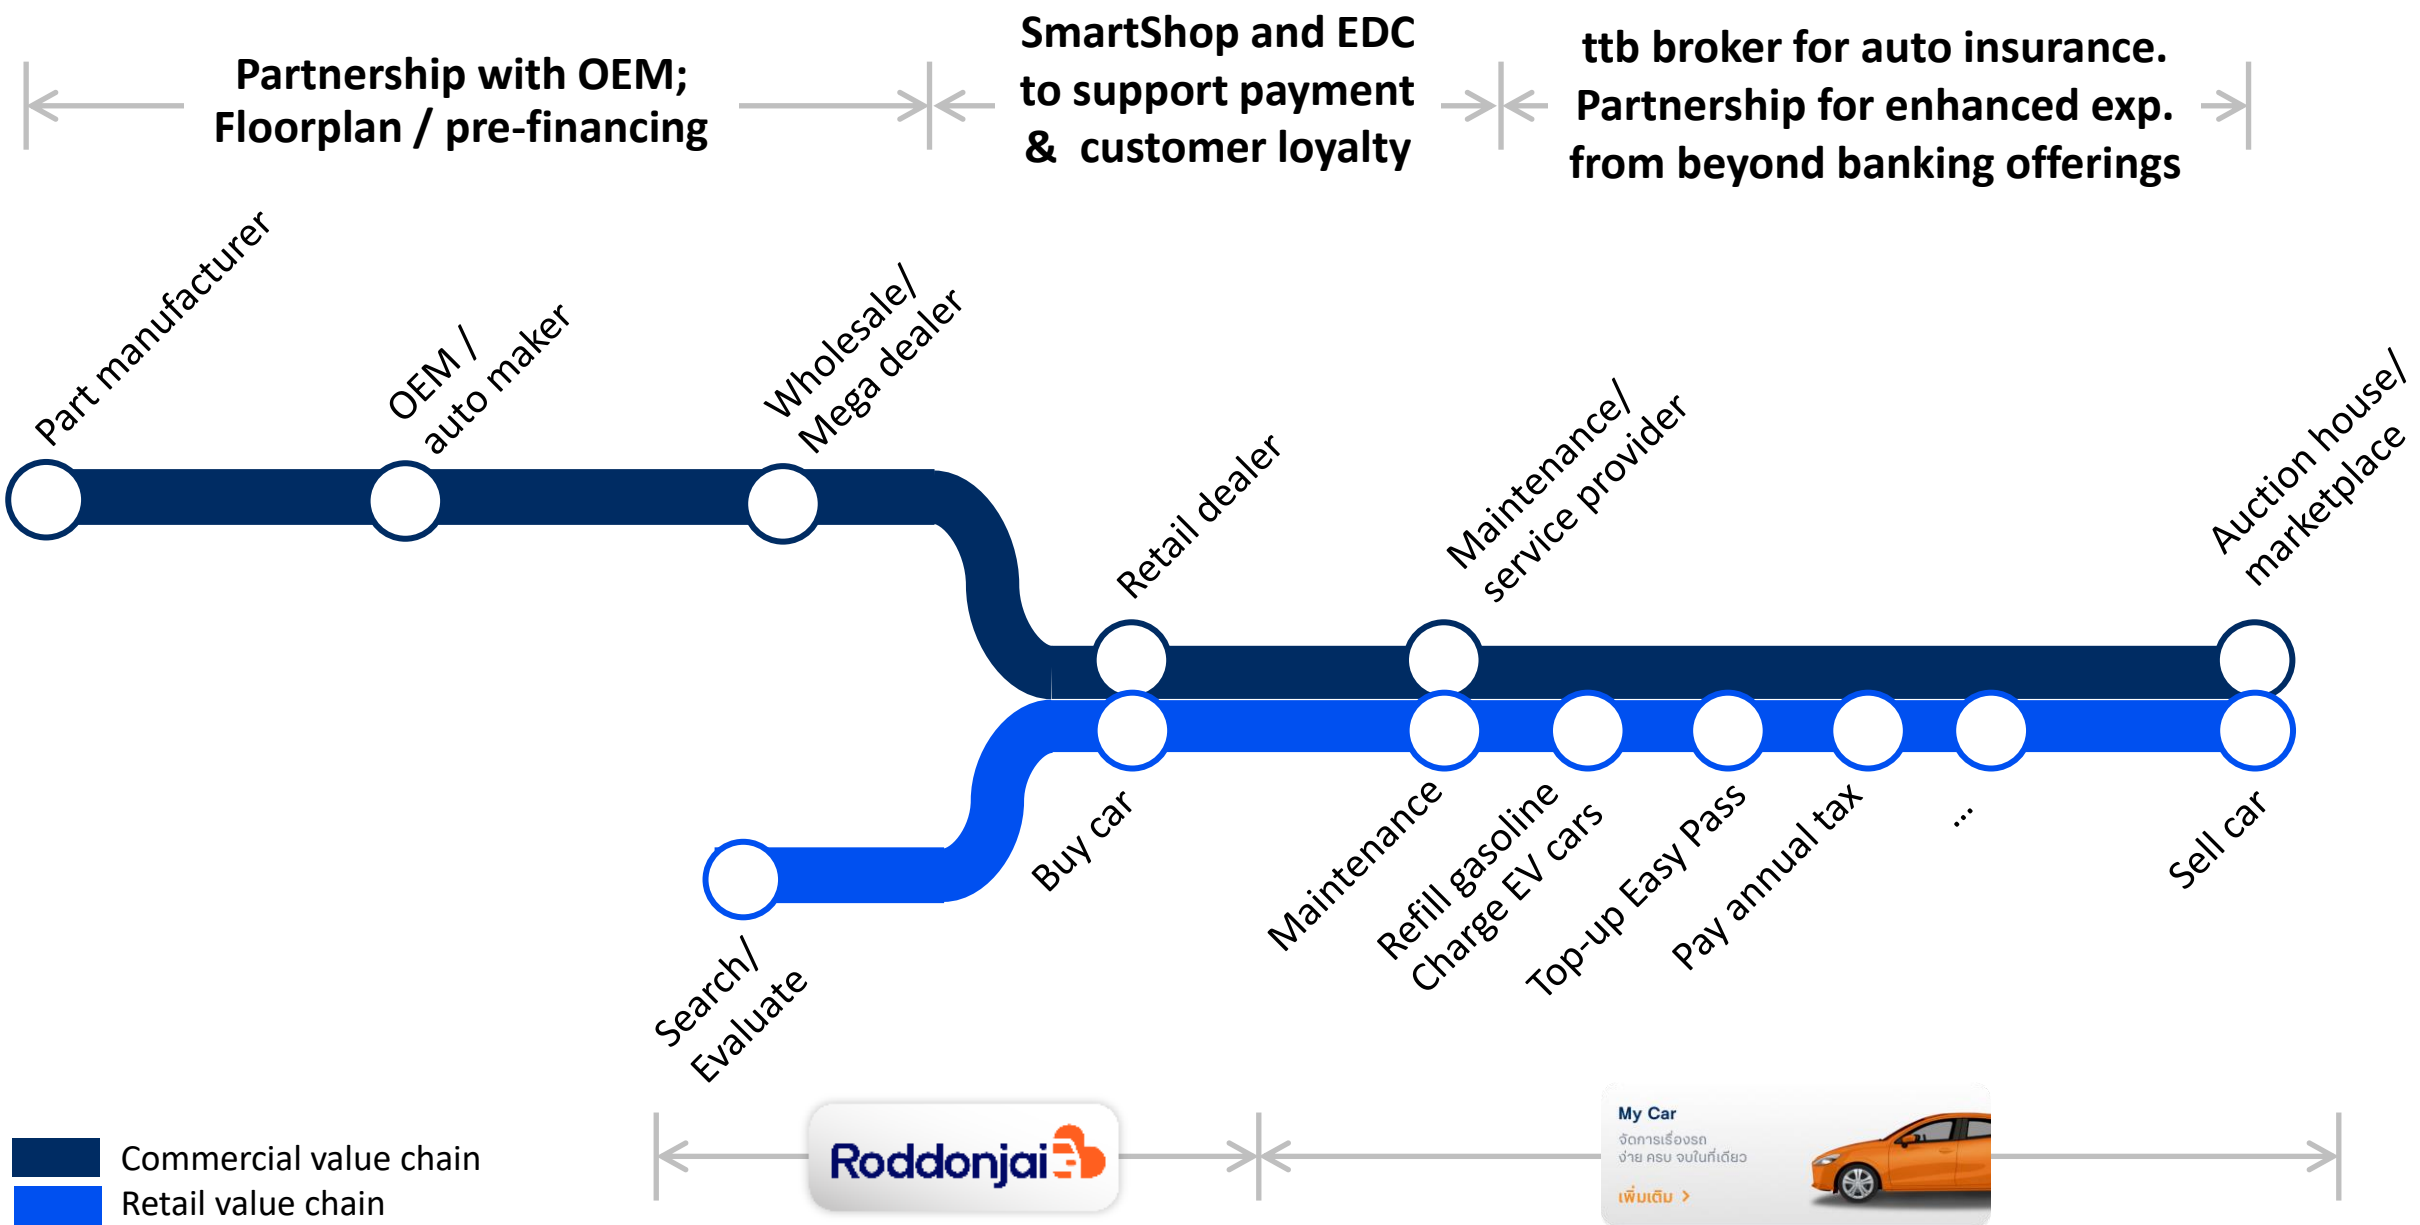 Partnership with OEM;
Floorplan / pre-financing
SmartShop and EDC
to support payment
& customer loyalty
ttb broker for auto insurance.
Partnership for enhanced exp.
from beyond banking offerings
Part manufacturer
OEM /
auto maker
Wholesale/
Mega dealer
Retail dealer
Maintenance/
service provider
Auction house/
marketplace
Search/
Evaluate
Buy car
Maintenance
Refill gasoline
Charge EV cars
Top-up Easy Pass
Pay annual tax
...
Sell car
Roddonjai
My Car
จัดการเรื่องรถ
ง่าย ครบ จบในที่เดียว
เพิ่มเติม >
Commercial value chain
Retail value chain